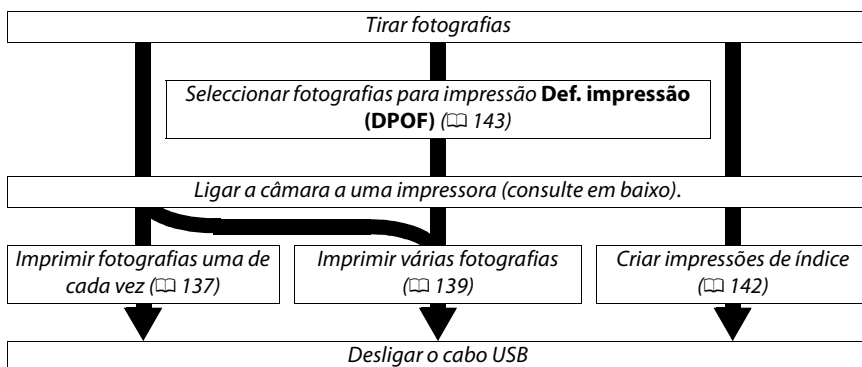 Tirar fotografias
Seleccionar fotografias para impressão Def. impressão
(DPOF) (🕮 143)
Ligar a câmara a uma impressora (consulte em baixo).
Imprimir fotografias uma de
cada vez (🕮 137)
Imprimir várias fotografias
(🕮 139)
Criar impressões de índice
(🕮 142)
Desligar o cabo USB